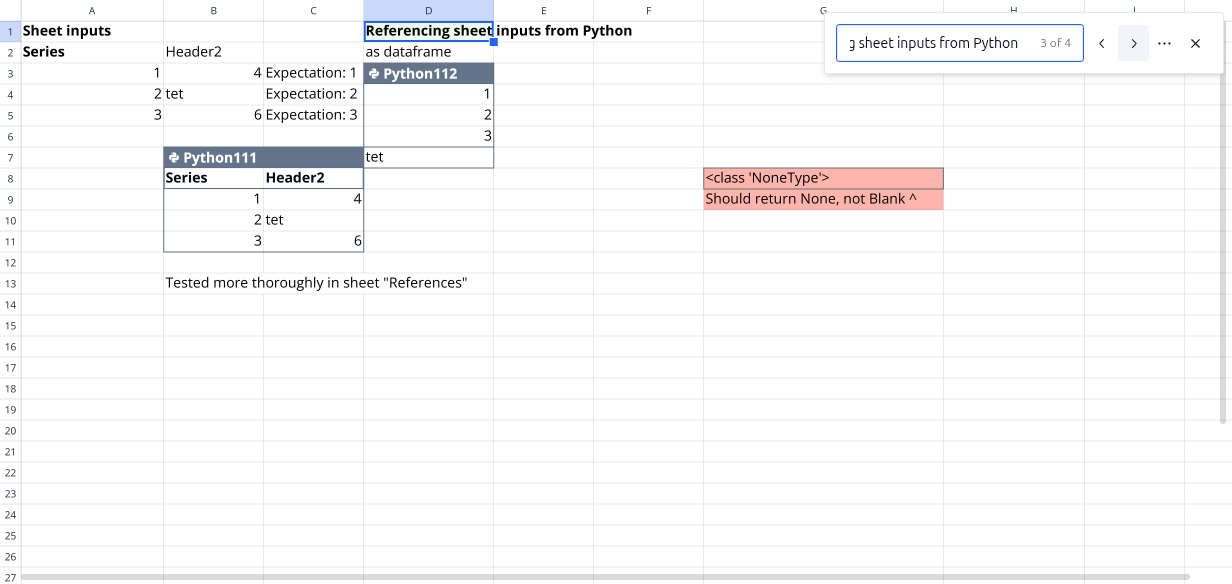 A B C D E F G H I
1 Sheet inputs Referencing sheet inputs from Python
g sheet inputs from Python 3 of 4
2 Series Header2 as dataframe
3 1 4 Expectation: 1 Python112
4 2 tet Expectation: 2 1
5 3 6 Expectation: 3 2
6 3
7 Python111 tet
8 Series Header2 <class 'NoneType'>
9 1 4 Should return None, not Blank ^
10 2 tet
11 3 6
12
13 Tested more thoroughly in sheet "References"
14
15
16
17
18
19
20
21
22
23
24
25
26
27